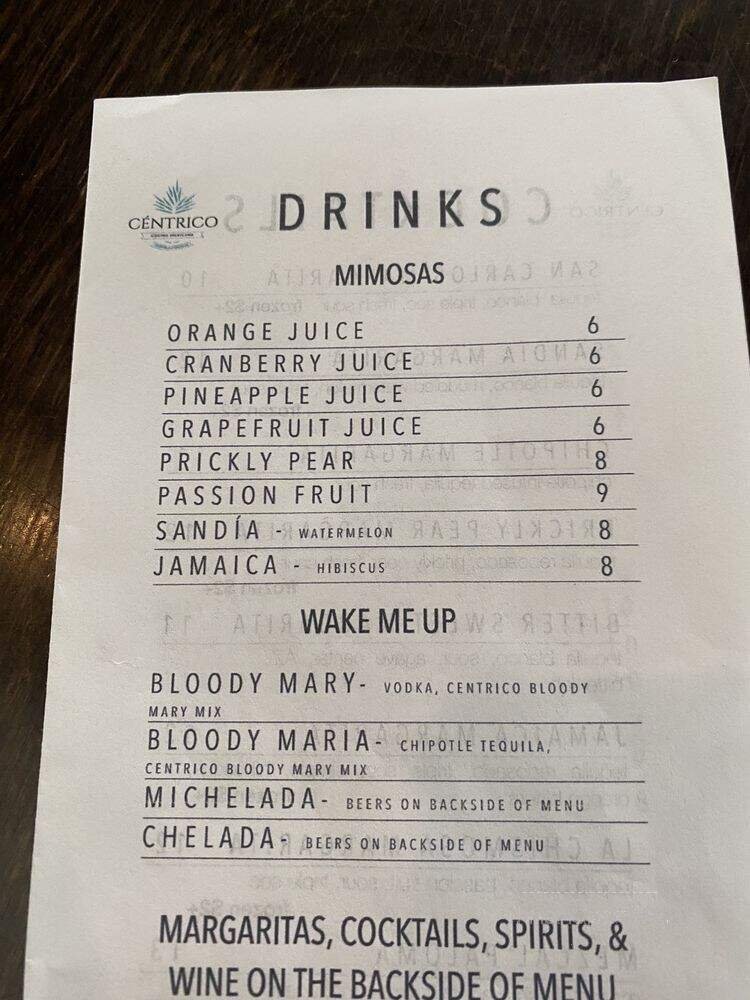 CÉNTRICO
DRINKS
MIMOSAS
ORANGE JUICE 6
CRANBERRY JUICE 6
PINEAPPLE JUICE 6
GRAPEFRUIT JUICE 6
PRICKLY PEAR 8
PASSION FRUIT 9
SANDÍA - WATERMELON 8
JAMAICA - HIBISCUS 8
WAKE ME UP
BLOODY MARY- VODKA, CENTRICO BLOODY
MARY MIX
BLOODY MARIA- CHIPOTLE TEQUILA,
CENTRICO BLOODY MARY MIX
MICHELADA- BEERS ON BACKSIDE OF MENU
CHELADA- BEERS ON BACKSIDE OF MENU
MARGARITAS, COCKTAILS, SPIRITS, &
WINE ON THE BACKSIDE OF MENU